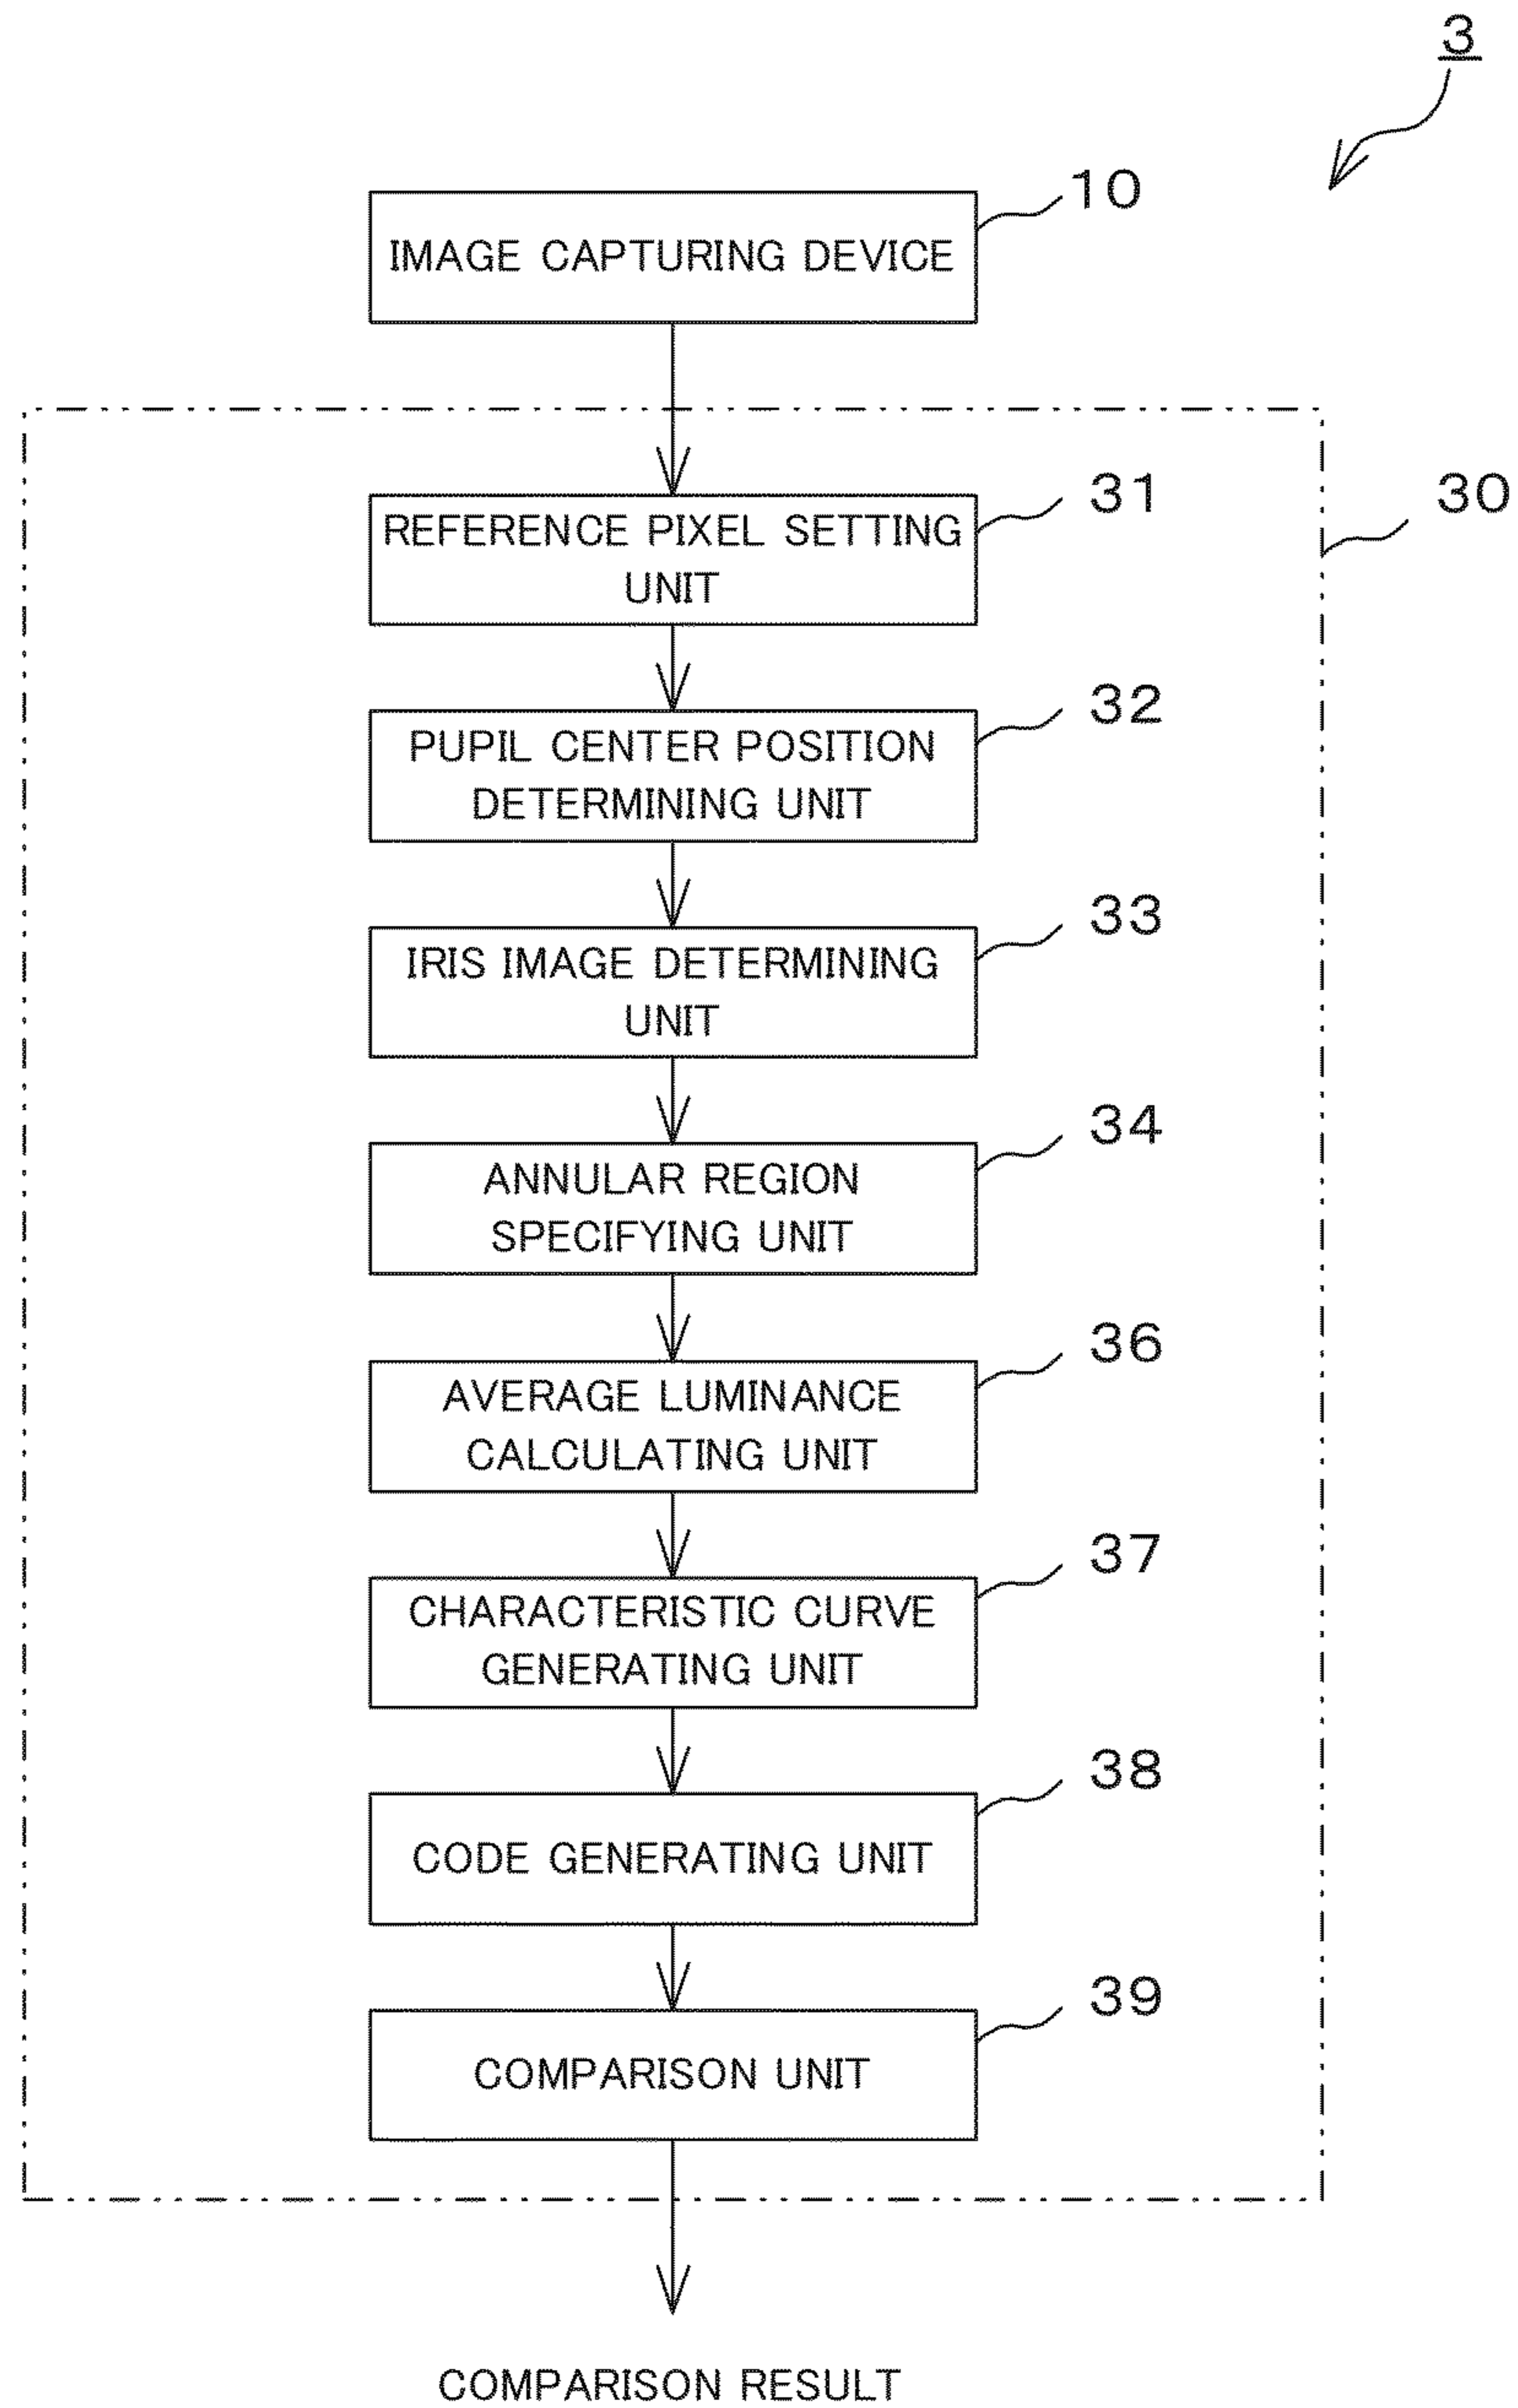 3
10
IMAGE CAPTURING DEVICE
31
30
REFERENCE PIXEL SETTING
UNIT
32
PUPIL CENTER POSITION
DETERMINING UNIT
33
IRIS IMAGE DETERMINING
UNIT
34
ANNULAR REGION
SPECIFYING UNIT
36
AVERAGE LUMINANCE
CALCULATING UNIT
37
CHARACTERISTIC CURVE
GENERATING UNIT
38
CODE GENERATING UNIT
39
COMPARISON UNIT
COMPARISON RESULT